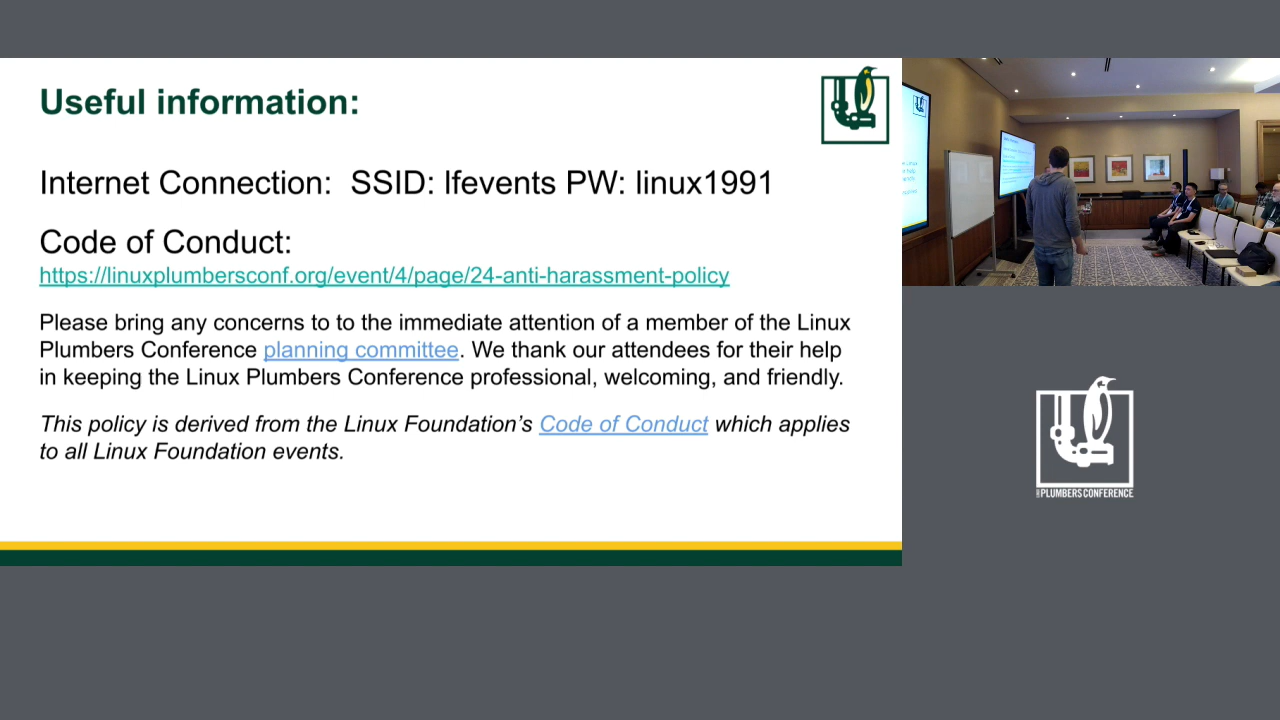 Useful information:
Internet Connection:  SSID: lfevents PW: linux1991
Code of Conduct:
https://linuxplumbersconf.org/event/4/page/24-anti-harassment-policy
Please bring any concerns to to the immediate attention of a member of the Linux
Plumbers Conference planning committee. We thank our attendees for their help
in keeping the Linux Plumbers Conference professional, welcoming, and friendly.
This policy is derived from the Linux Foundation's Code of Conduct which applies
to all Linux Foundation events.
PLUMBERS CONFERENCE